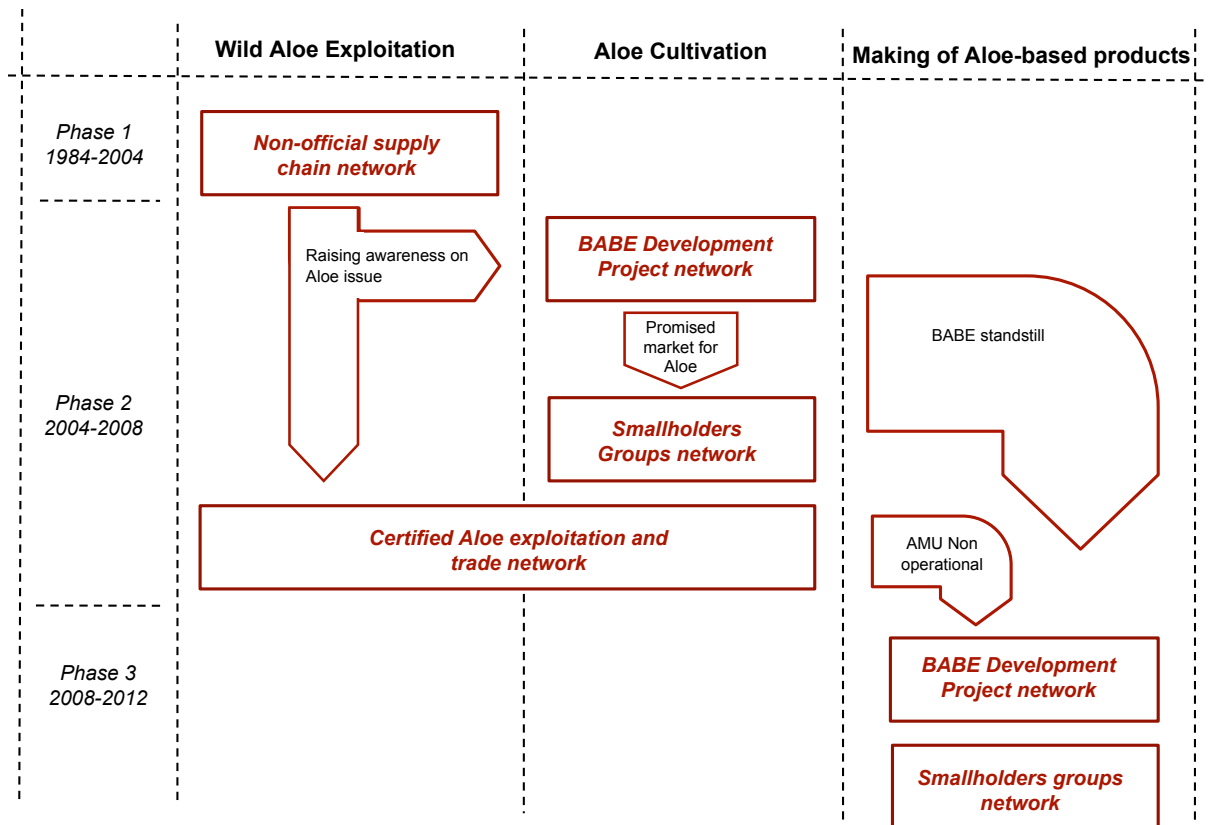 Wild Aloe Exploitation
Aloe Cultivation
Making of Aloe-based products
Phase 1
1984-2004
Non-official supply
chain network
Raising awareness on
Aloe issue
BABE Development
Project network
Promised
market for
Aloe
BABE standstill
Phase 2
2004-2008
Smallholders
Groups network
Certified Aloe exploitation and
trade network
AMU Non
operational
Phase 3
2008-2012
BABE Development
Project network
Smallholders groups
network